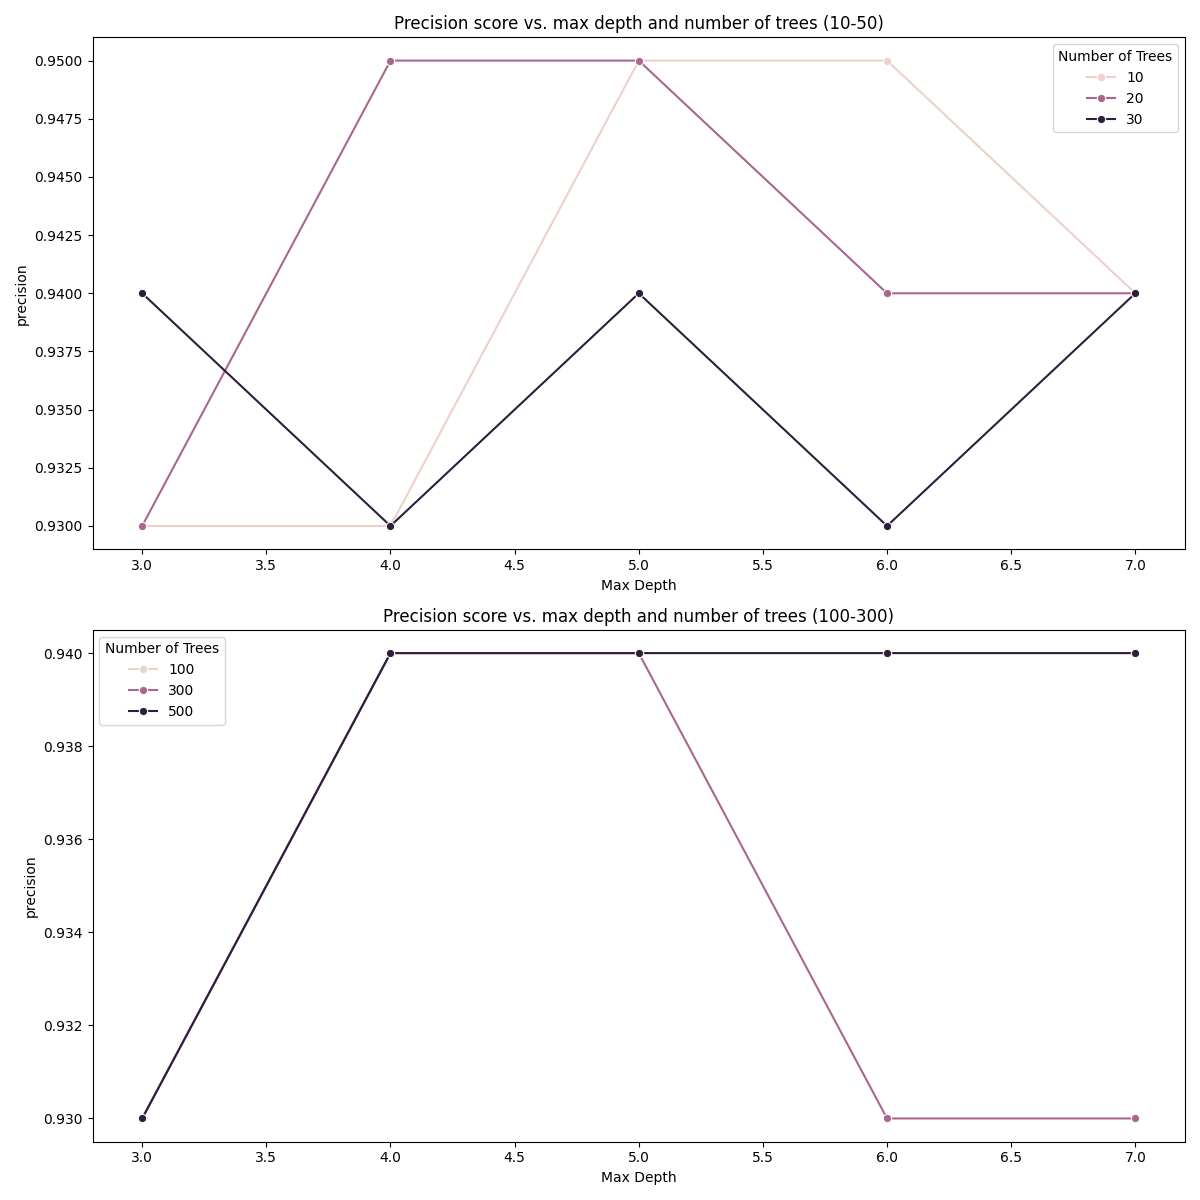 Precision score vs. max depth and number of trees (10-50)
0.9500
0.9475
0.9450
0.9425
0.9400
0.9375
0.9350
0.9325
0.9300
precision
Number of Trees
10
20
30
3.0 3.5 4.0 4.5 5.0 5.5 6.0 6.5 7.0
Max Depth
Precision score vs. max depth and number of trees (100-300)
0.940
0.938
0.936
0.934
0.932
0.930
precision
Number of Trees
100
300
500
3.0 3.5 4.0 4.5 5.0 5.5 6.0 6.5 7.0
Max Depth